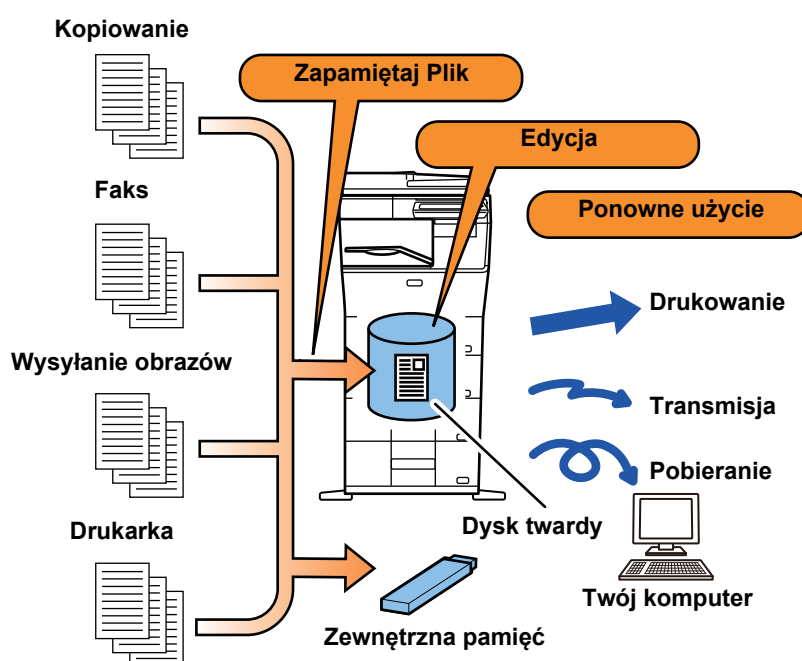 Kopiowanie
Zapamiętaj Plik
Edycja
Faks
Ponowne użycie
Drukowanie
Wysyłanie obrazów
Transmisja
Pobieranie
Drukarka
Dysk twardy
Twój komputer
Zewnętrzna pamięć